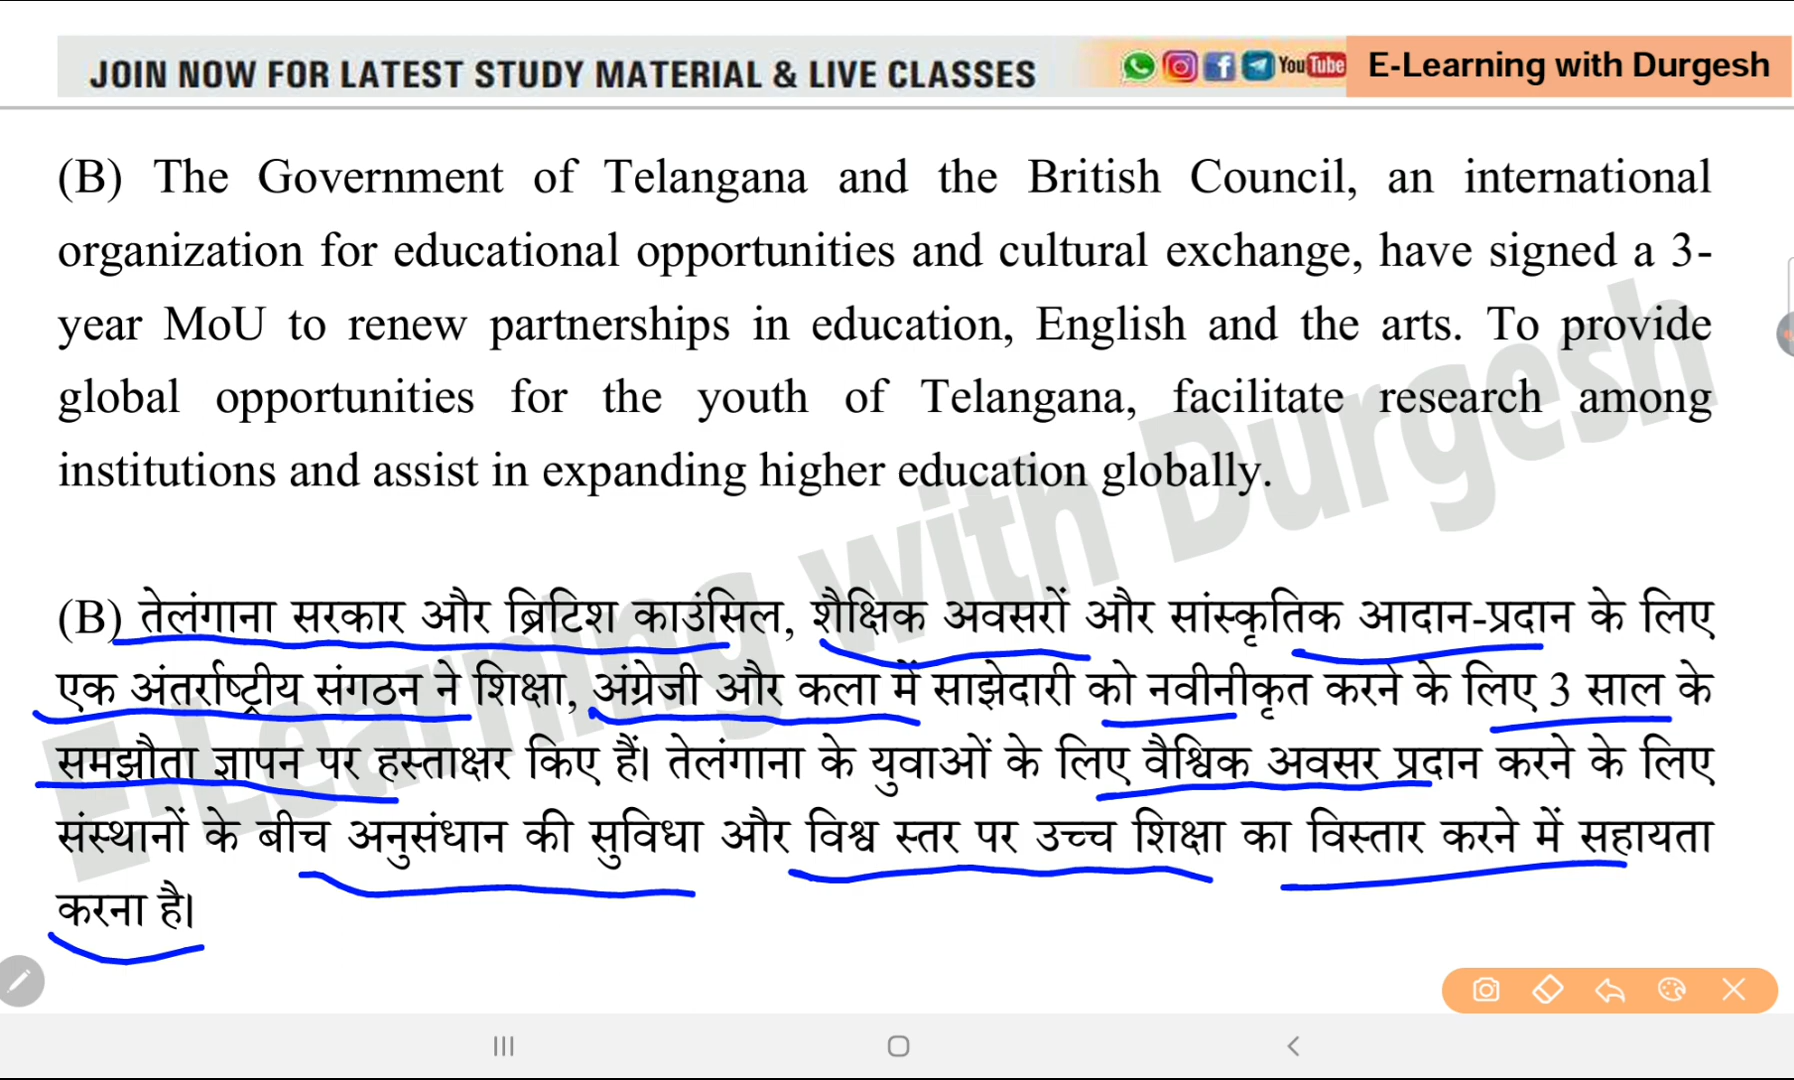 JOIN NOW FOR LATEST STUDY MATERIAL & LIVE CLASSES
YouTube
E-Learning with Durgesh
(B) The Government of Telangana and the British Council, an international
organization for educational opportunities and cultural exchange, have signed a 3-
year MoU to renew partnerships in education, English and the arts. To provide
global opportunities for the youth of Telangana, facilitate research among
institutions and assist in expanding higher education globally.
(B) तेलंगाना सरकार और ब्रिटिश काउंसिल, शैक्षिक अवसरों और सांस्कृतिक आदान-प्रदान के लिए
एक अंतर्राष्ट्रीय संगठन ने शिक्षा, अंग्रेजी और कला में साझेदारी को नवीनीकृत करने के लिए 3 साल के
समझौता ज्ञापन पर हस्ताक्षर किए हैं। तेलंगाना के युवाओं के लिए वैश्विक अवसर प्रदान करने के लिए
संस्थानों के बीच अनुसंधान की सुविधा और विश्व स्तर पर उच्च शिक्षा का विस्तार करने में सहायता
करना है।
E-Learning with Durgesh